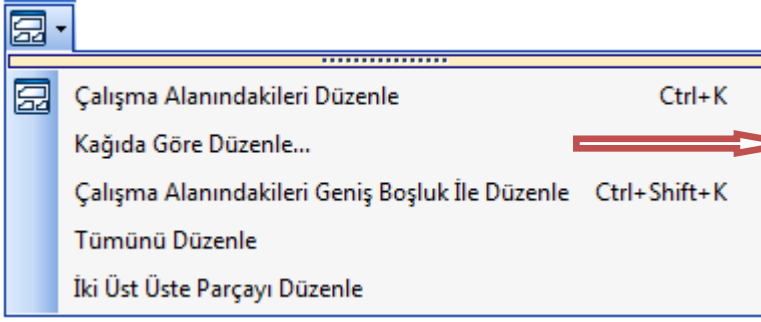 Çalışma Alanındakileri Düzenle Ctrl+K
Kağıda Göre Düzenle...
Çalışma Alanındakileri Geniş Boşluk İle Düzenle Ctrl+Shift+K
Tümünü Düzenle
İki Üst Üste Parçayı Düzenle